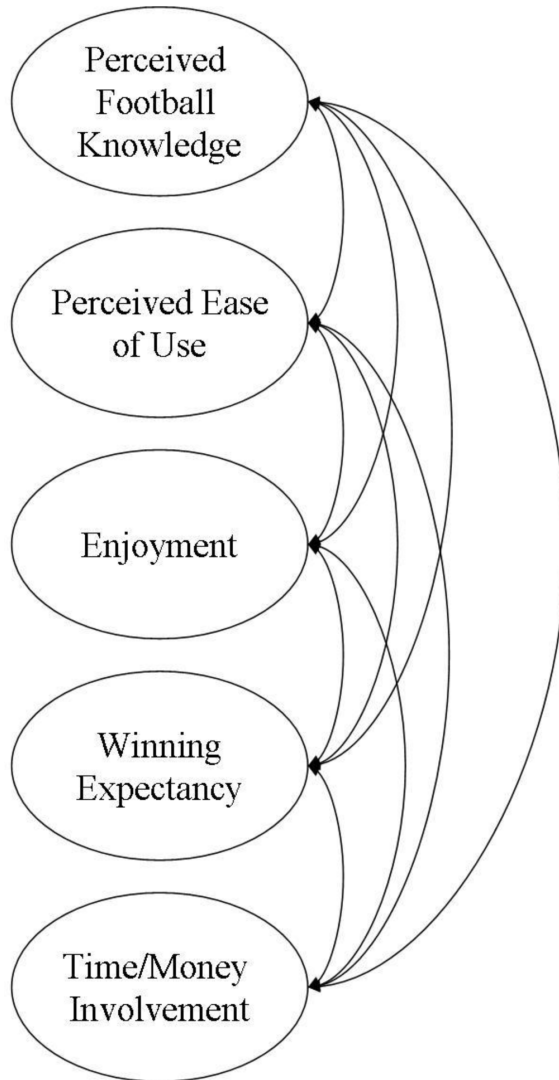 Perceived
Football
Knowledge
Perceived Ease
of Use
Enjoyment
Winning
Expectancy
Time/Money
Involvement